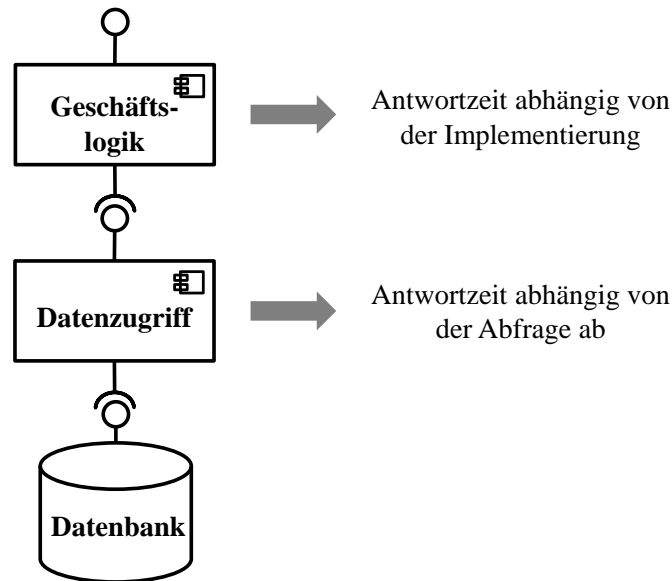 Geschäfts-
logik
Antwortzeit abhängig von
der Implementierung
Datenzugriff
Antwortzeit abhängig von
der Abfrage ab
Datenbank